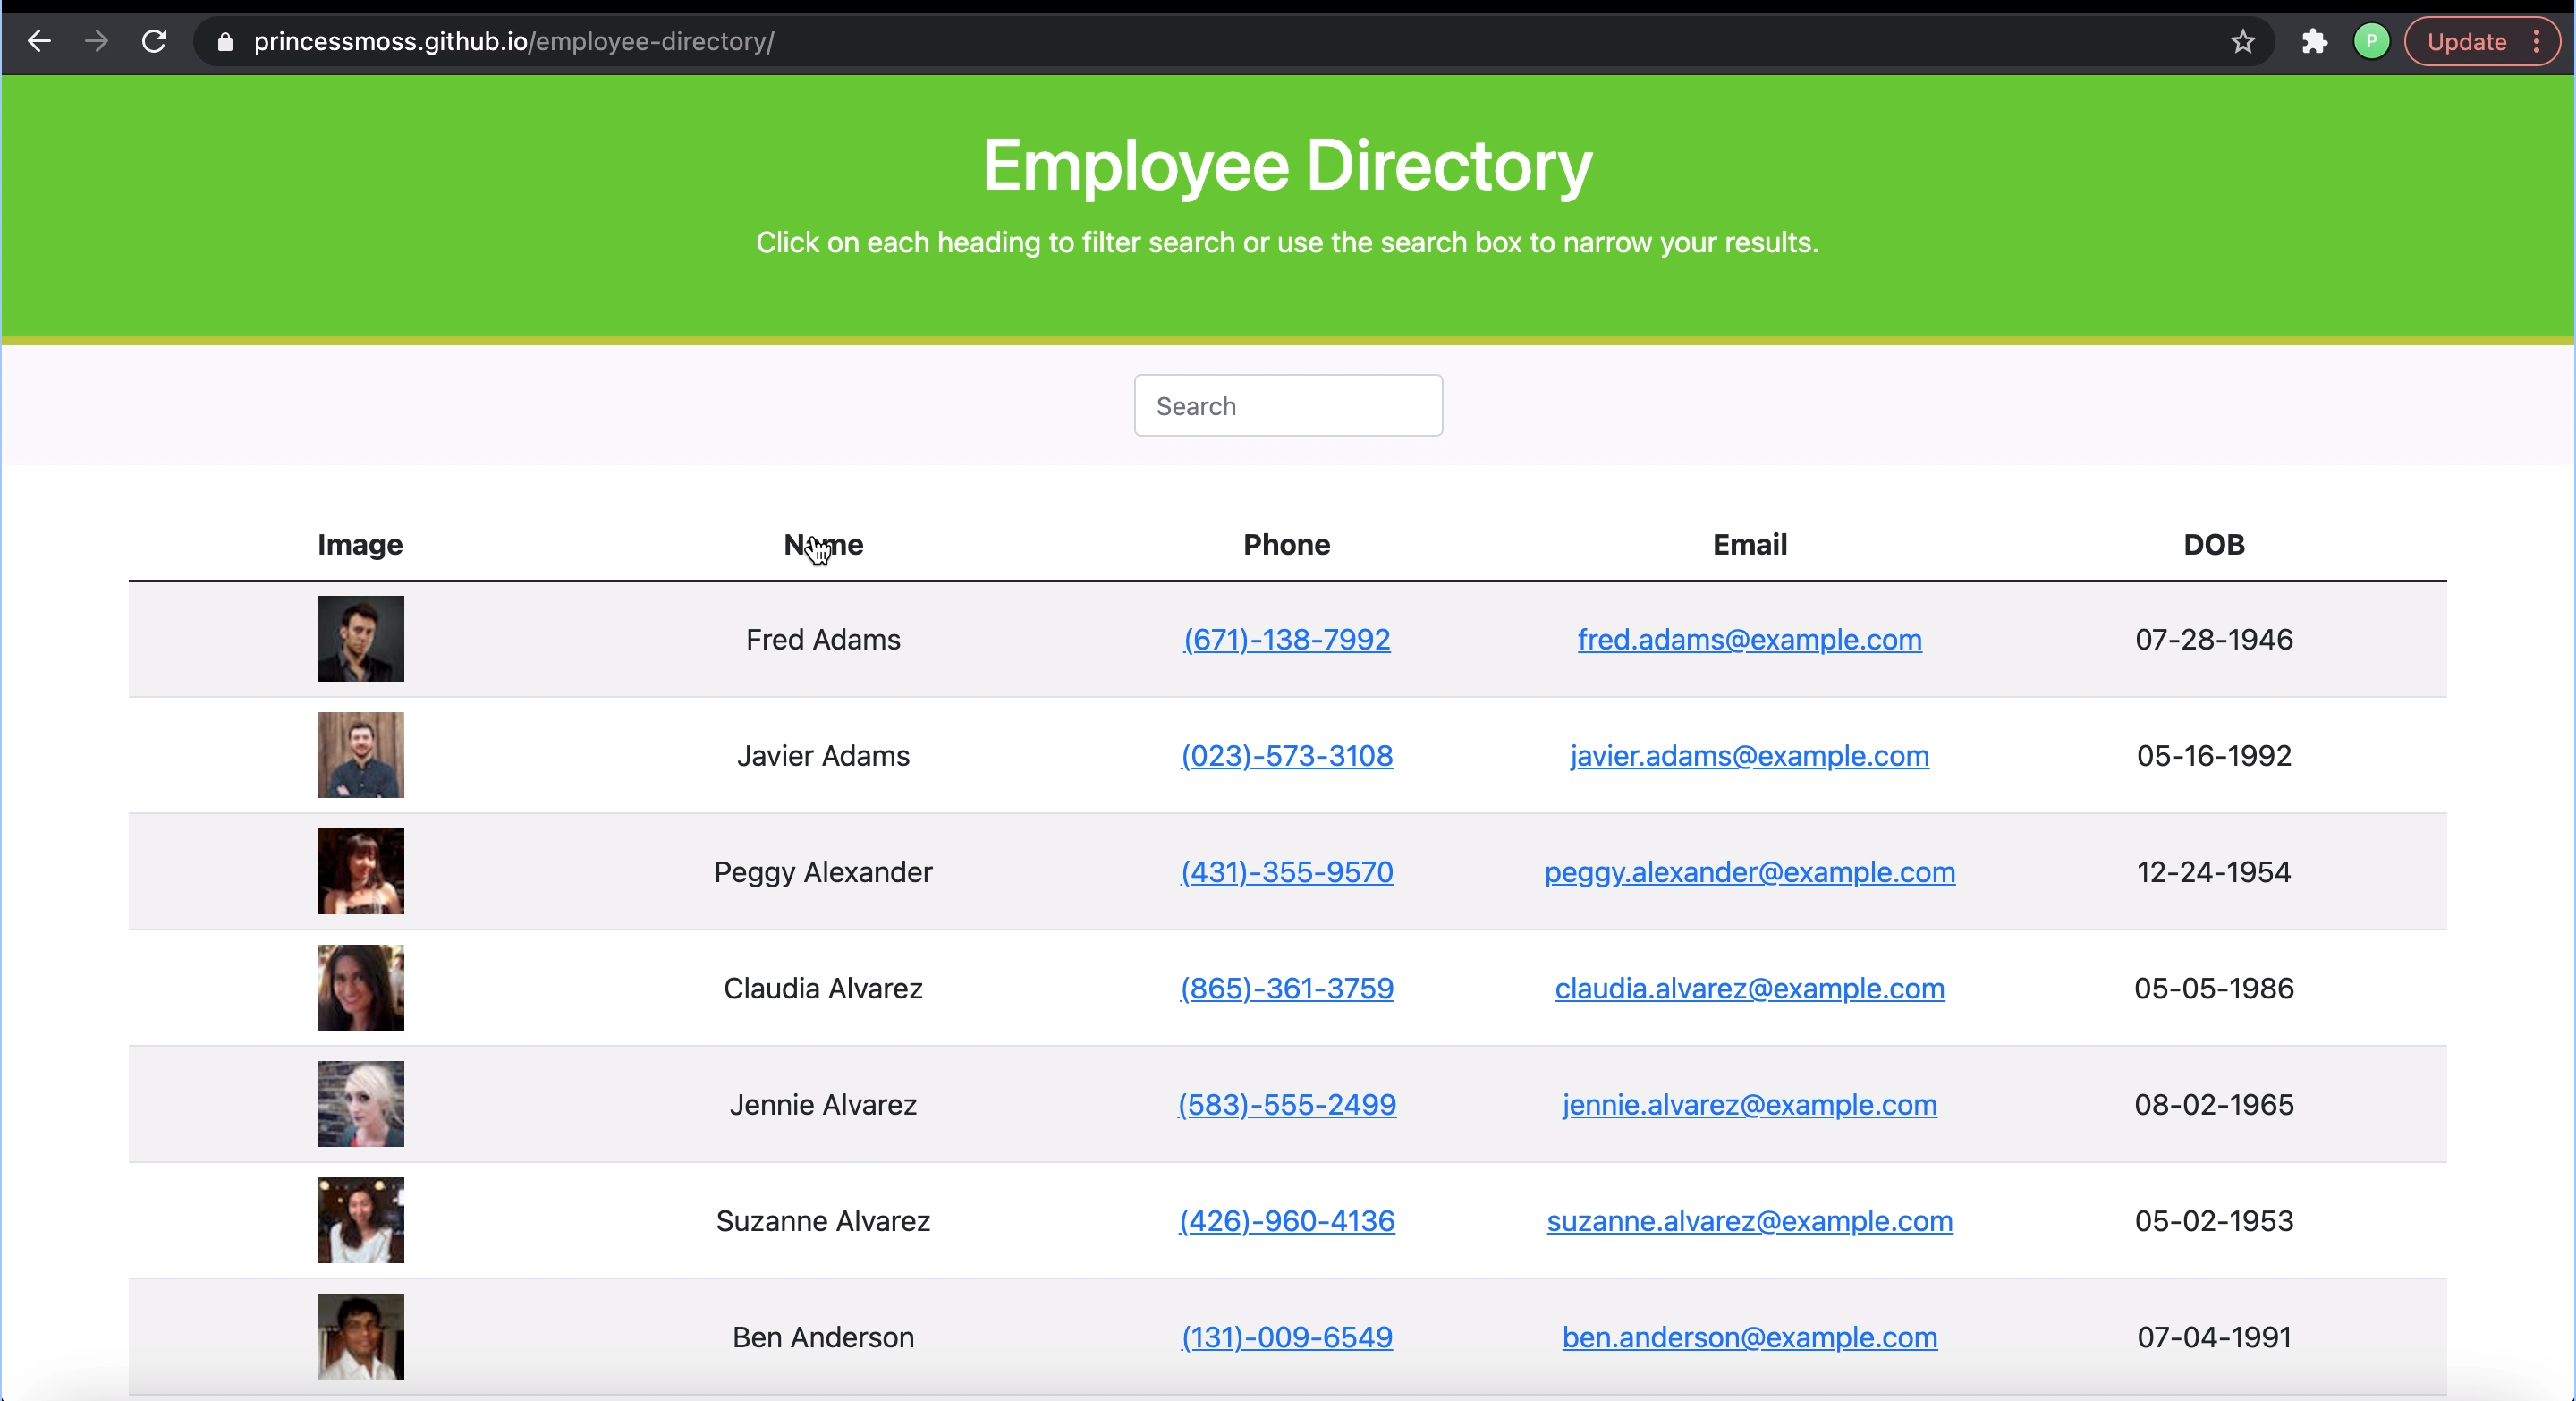 princessmoss.github.io/employee-directory/ P Update
Employee Directory
Click on each heading to filter search or use the search box to narrow your results.
Search
Image Name Phone Email DOB
Fred Adams (671)-138-7992 fred.adams@example.com 07-28-1946
Javier Adams (023)-573-3108 javier.adams@example.com 05-16-1992
Peggy Alexander (431)-355-9570 peggy.alexander@example.com 12-24-1954
Claudia Alvarez (865)-361-3759 claudia.alvarez@example.com 05-05-1986
Jennie Alvarez (583)-555-2499 jennie.alvarez@example.com 08-02-1965
Suzanne Alvarez (426)-960-4136 suzanne.alvarez@example.com 05-02-1953
Ben Anderson (131)-009-6549 ben.anderson@example.com 07-04-1991